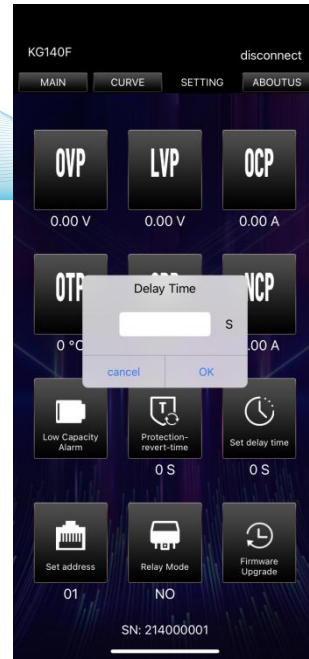 KG140F
disconnect
MAIN CURVE SETTING ABOUTUS
OVP LVP OCP
0.00 V 0.00 V 0.00 A
OTP NCP
Delay Time
S
0 °C .00 A
cancel OK
Low Capacity Alarm
Protection-revert-time
Set delay time
0 S 0 S
Set address
Relay Mode
Firmware Upgrade
01 NO
SN: 214000001